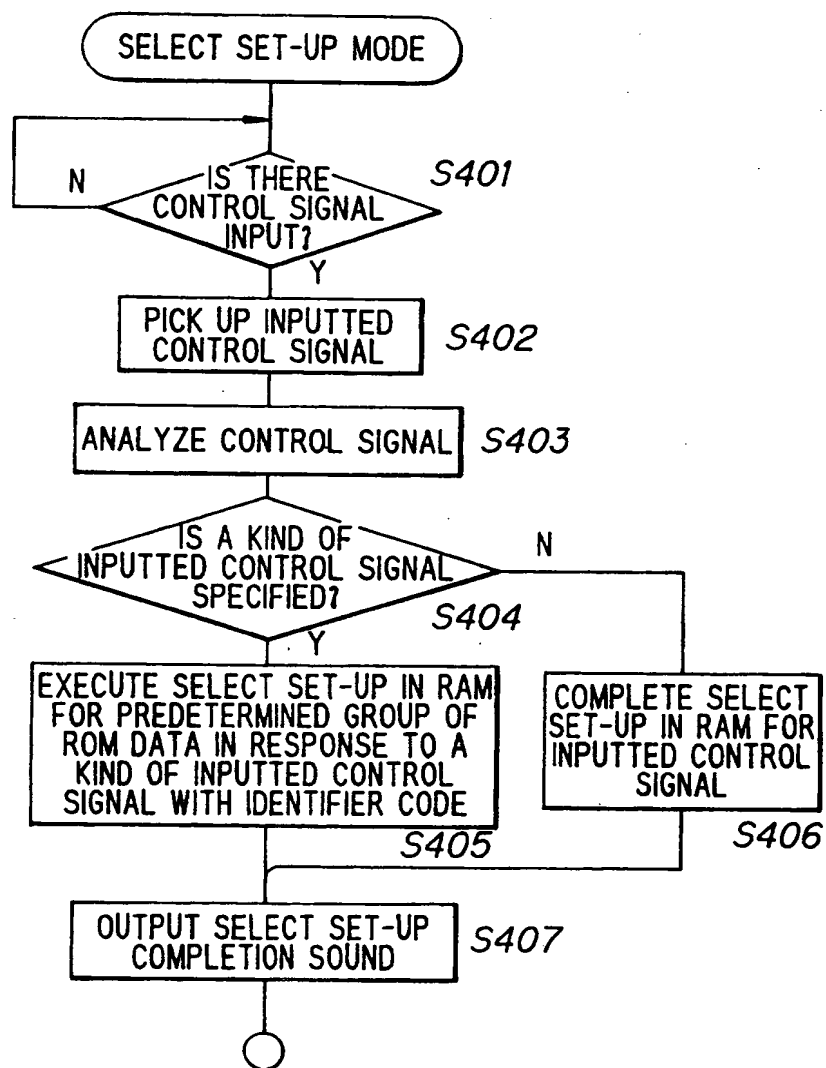 SELECT SET-UP MODE
N
IS THERE
CONTROL SIGNAL
INPUT?
S401
Y
PICK UP INPUTTED
CONTROL SIGNAL
S402
ANALYZE CONTROL SIGNAL
S403
IS A KIND OF
INPUTTED CONTROL SIGNAL
SPECIFIED?
N
S404
Y
EXECUTE SELECT SET-UP IN RAM
FOR PREDETERMINED GROUP OF
ROM DATA IN RESPONSE TO A
KIND OF INPUTTED CONTROL
SIGNAL WITH IDENTIFIER CODE
S405
COMPLETE SELECT
SET-UP IN RAM FOR
INPUTTED CONTROL
SIGNAL
S406
OUTPUT SELECT SET-UP
COMPLETION SOUND
S407